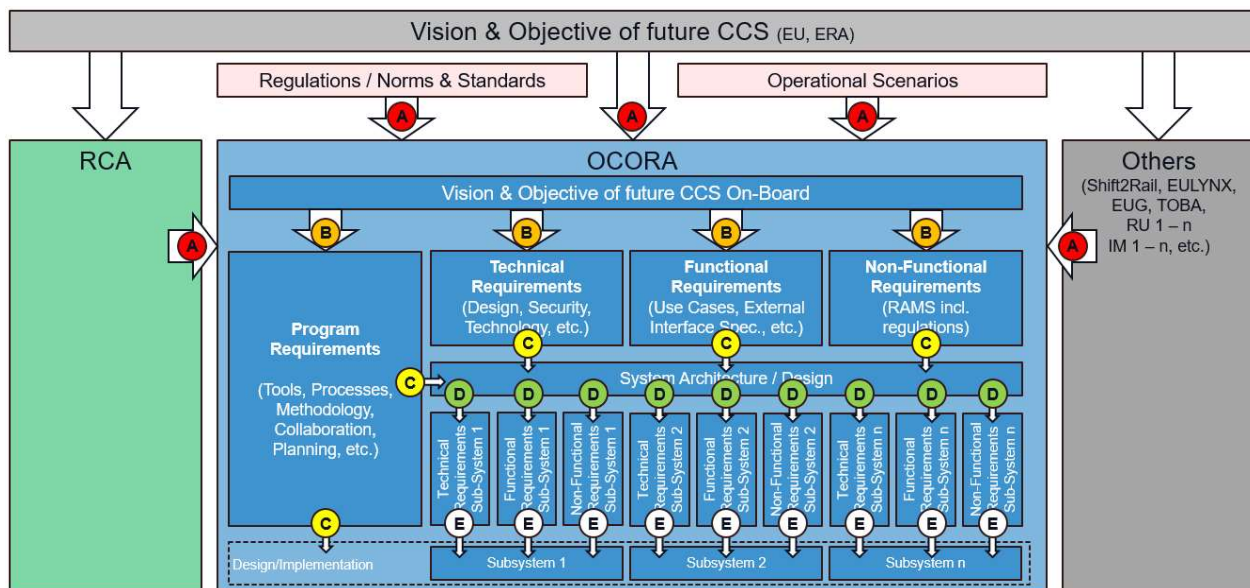 Vision & Objective of future CCS (EU, ERA)
Regulations / Norms & Standards
Operational Scenarios
A
A
A
RCA
OCORA
Others
(Shift2Rail, EULYNX,
EUG, TOBA,
RU 1 – n
IM 1 – n, etc.)
Vision & Objective of future CCS On-Board
A
A
B
B
B
B
Program
Requirements
(Tools, Processes,
Methodology,
Collaboration,
Planning, etc.)
Technical
Requirements
(Design, Security,
Technology, etc.)
Functional
Requirements
(Use Cases, External
Interface Spec., etc.)
Non-Functional
Requirements
(RAMS incl.
regulations)
C
C
C
C
System Architecture / Design
D
D
D
D
D
D
D
D
D
Technical
Requirements
Sub-System 1
Functional
Requirements
Sub-System 1
Non-Functional
Requirements
Sub-System 1
Technical
Requirements
Sub-System 2
Functional
Requirements
Sub-System 2
Non-Functional
Requirements
Sub-System 2
Technical
Requirements
Sub-System n
Functional
Requirements
Sub-System n
Non-Functional
Requirements
Sub-System n
C
E
E
E
E
E
E
E
E
E
Design/Implementation
Subsystem 1
Subsystem 2
Subsystem n